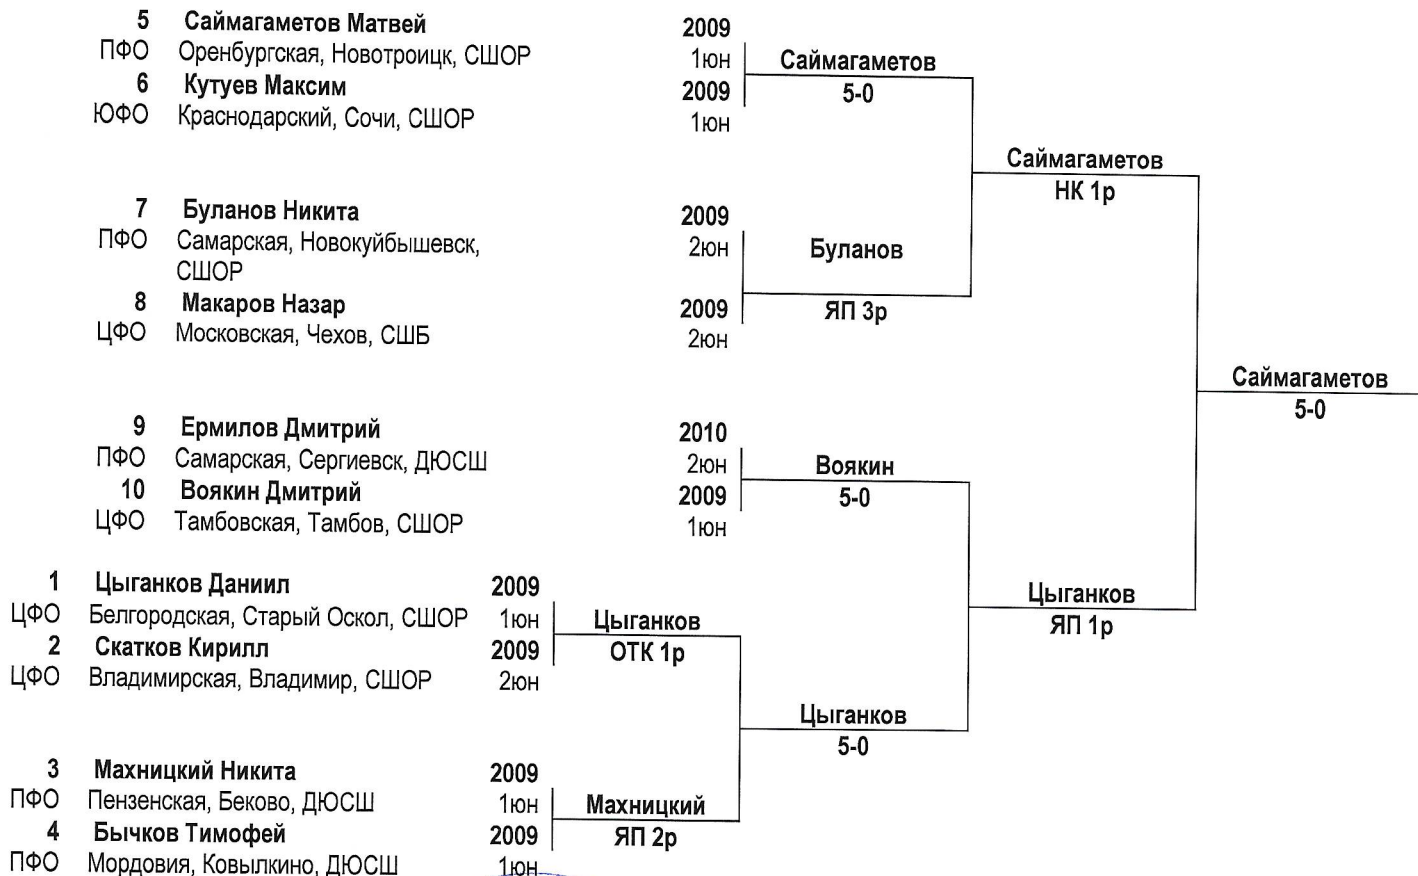 5 Саймагаметов Матвей 2009
ПФО Оренбургская, Новотроицк, СШОР 1юн
Саймагаметов
6 Кутуев Максим 2009
5-0
ЮФО Краснодарский, Сочи, СШОР 1юн
Саймагаметов
НК 1р
7 Буланов Никита 2009
ПФО Самарская, Новокуйбышевск, 2юн
Буланов
СШОР
8 Макаров Назар 2009
ЯП 3р
ЦФО Московская, Чехов, СШБ 2юн
Саймагаметов
5-0
9 Ермилов Дмитрий 2010
ПФО Самарская, Сергиевск, ДЮСШ 2юн
Воякин
10 Воякин Дмитрий 2009
5-0
ЦФО Тамбовская, Тамбов, СШОР 1юн
1 Цыганков Даниил 2009
Цыганков
ЯП 1р
ЦФО Белгородская, Старый Оскол, СШОР 1юн
Цыганков
2 Скатков Кирилл 2009
ОТК 1р
ЦФО Владимирская, Владимир, СШОР 2юн
Цыганков
5-0
3 Махницкий Никита 2009
ПФО Пензенская, Беково, ДЮСШ 1юн
Махницкий
4 Бычков Тимофей 2009
ЯП 2р
ПФО Мордовия, Ковылкино, ДЮСШ 1юн